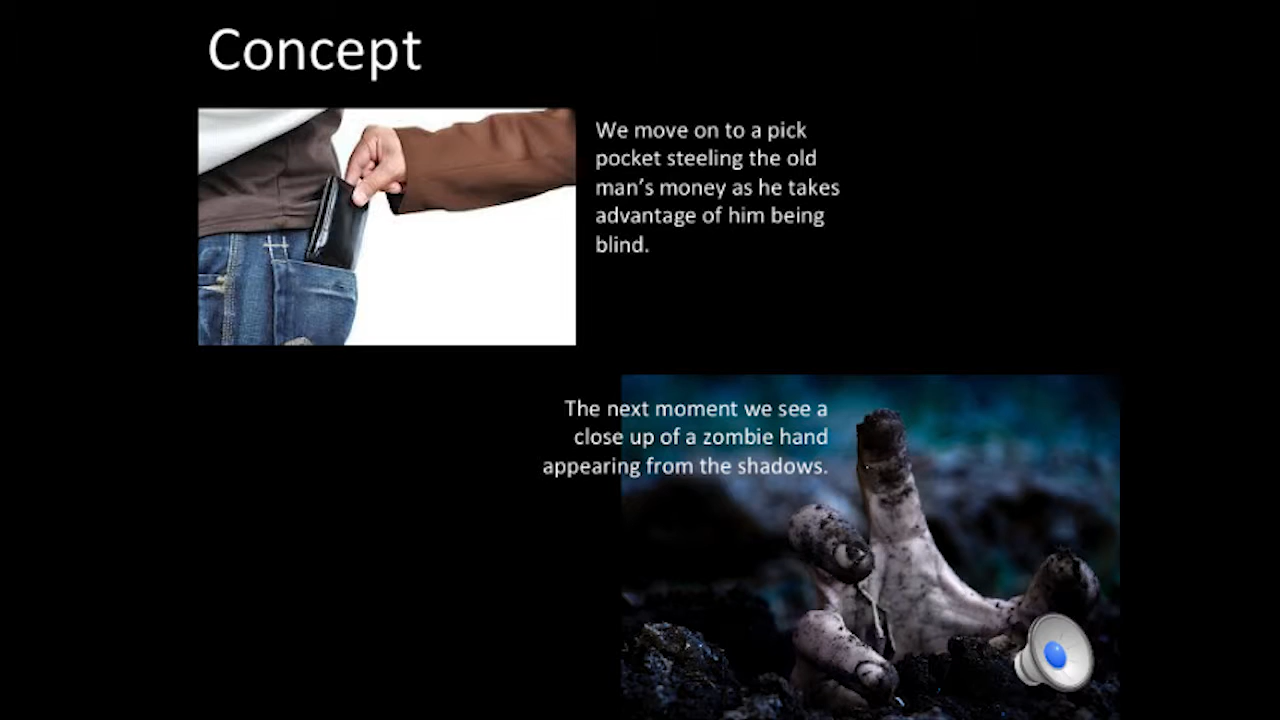 Concept
We move on to a pick
pocket steeling the old
man's money as he takes
advantage of him being
blind.
The next moment we see a
close up of a zombie hand
appearing from the shadows.